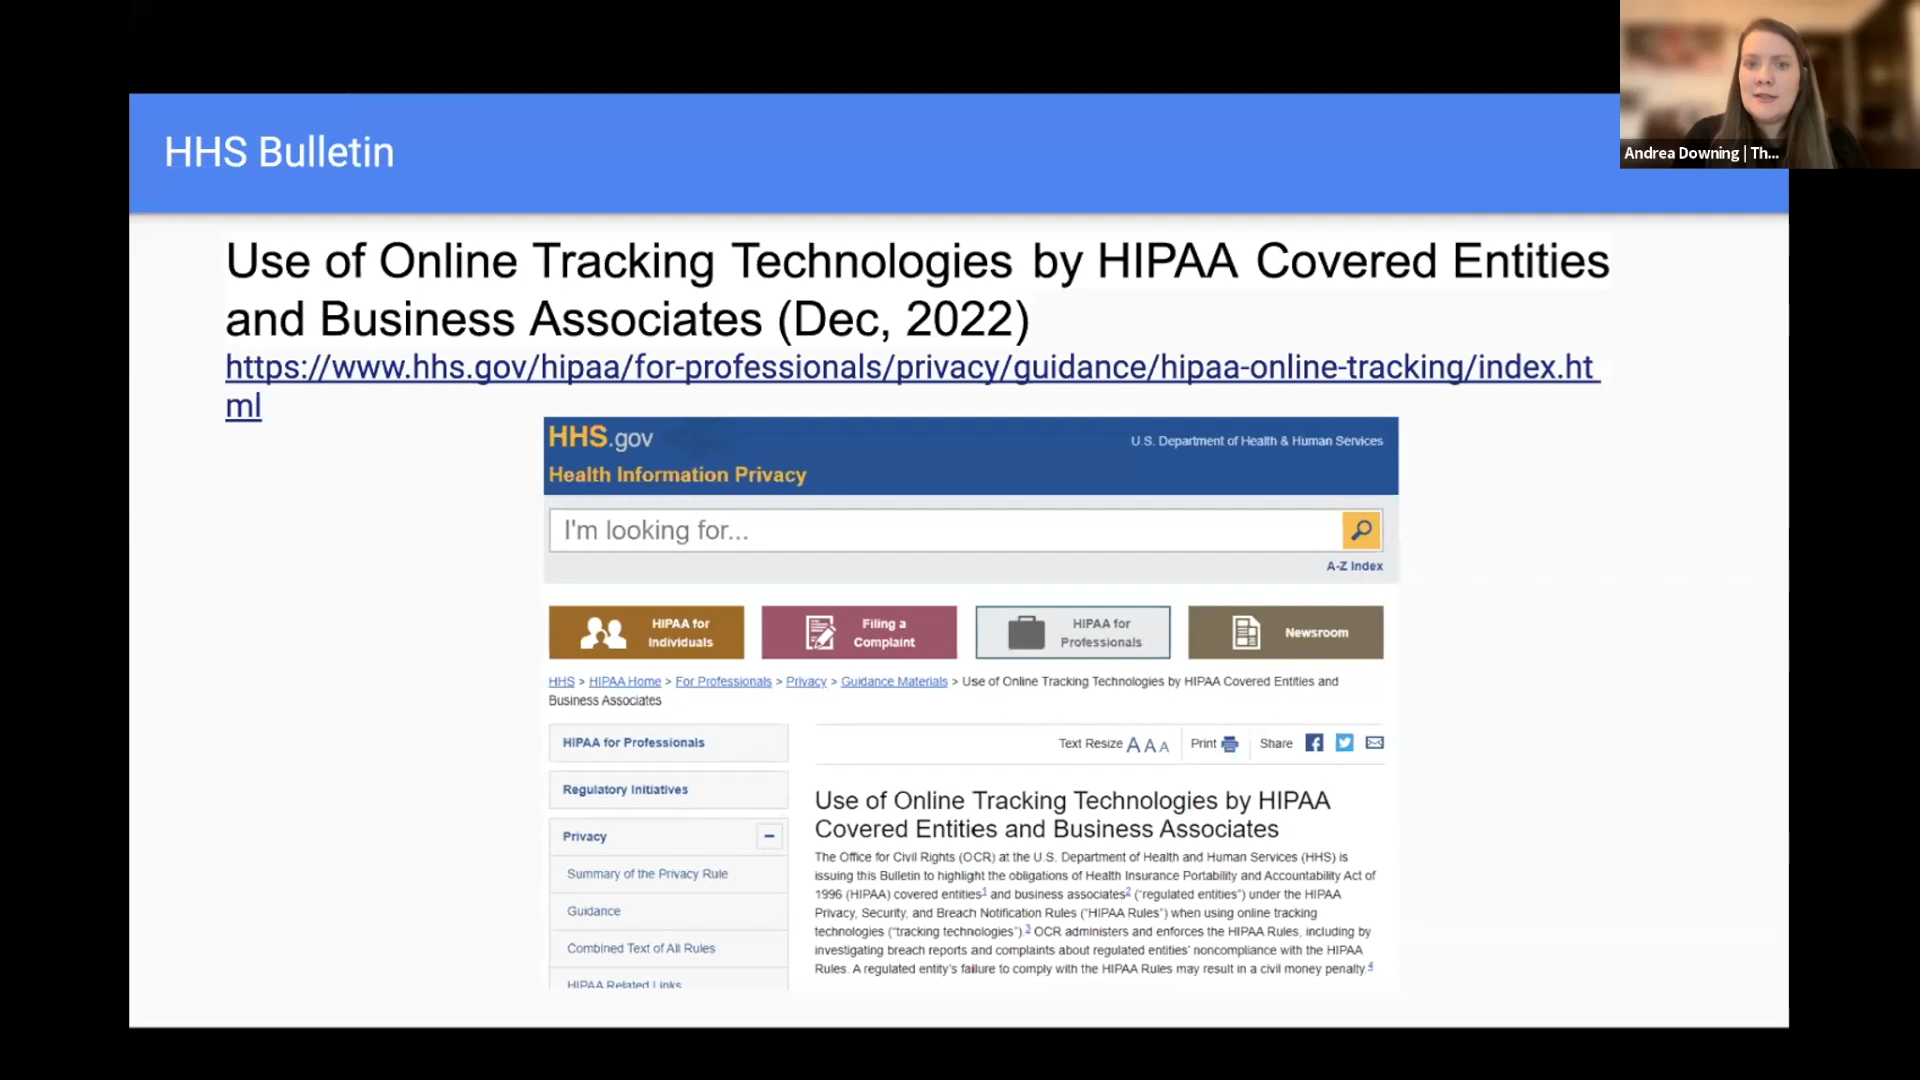 Andrea Downing | Th...
HHS Bulletin
Use of Online Tracking Technologies by HIPAA Covered Entities
and Business Associates (Dec, 2022)
https://www.hhs.gov/hipaa/for-professionals/privacy/guidance/hipaa-online-tracking/index.ht
ml
HHS.gov
U.S. Department of Health & Human Services
Health Information Privacy
I'm looking for...
A-Z Index
HIPAA for
Individuals
Filing a
Complaint
HIPAA for
Professionals
Newsroom
HHS > HIPAA Home > For Professionals > Privacy > Guidance Materials > Use of Online Tracking Technologies by HIPAA Covered Entities and
Business Associates
Text Resize A A A Print Share
HIPAA for Professionals
Regulatory Initiatives
Privacy
Summary of the Privacy Rule
Guidance
Combined Text of All Rules
HIPAA Related Links
Use of Online Tracking Technologies by HIPAA
Covered Entities and Business Associates
The Office for Civil Rights (OCR) at the U.S. Department of Health and Human Services (HHS) is
issuing this Bulletin to highlight the obligations of Health Insurance Portability and Accountability Act of
1996 (HIPAA) covered entities1 and business associates2 ("regulated entities") under the HIPAA
Privacy, Security, and Breach Notification Rules ("HIPAA Rules") when using online tracking
technologies ("tracking technologies").3 OCR administers and enforces the HIPAA Rules, including by
investigating breach reports and complaints about regulated entities' noncompliance with the HIPAA
Rules. A regulated entity's failure to comply with the HIPAA Rules may result in a civil money penalty.4